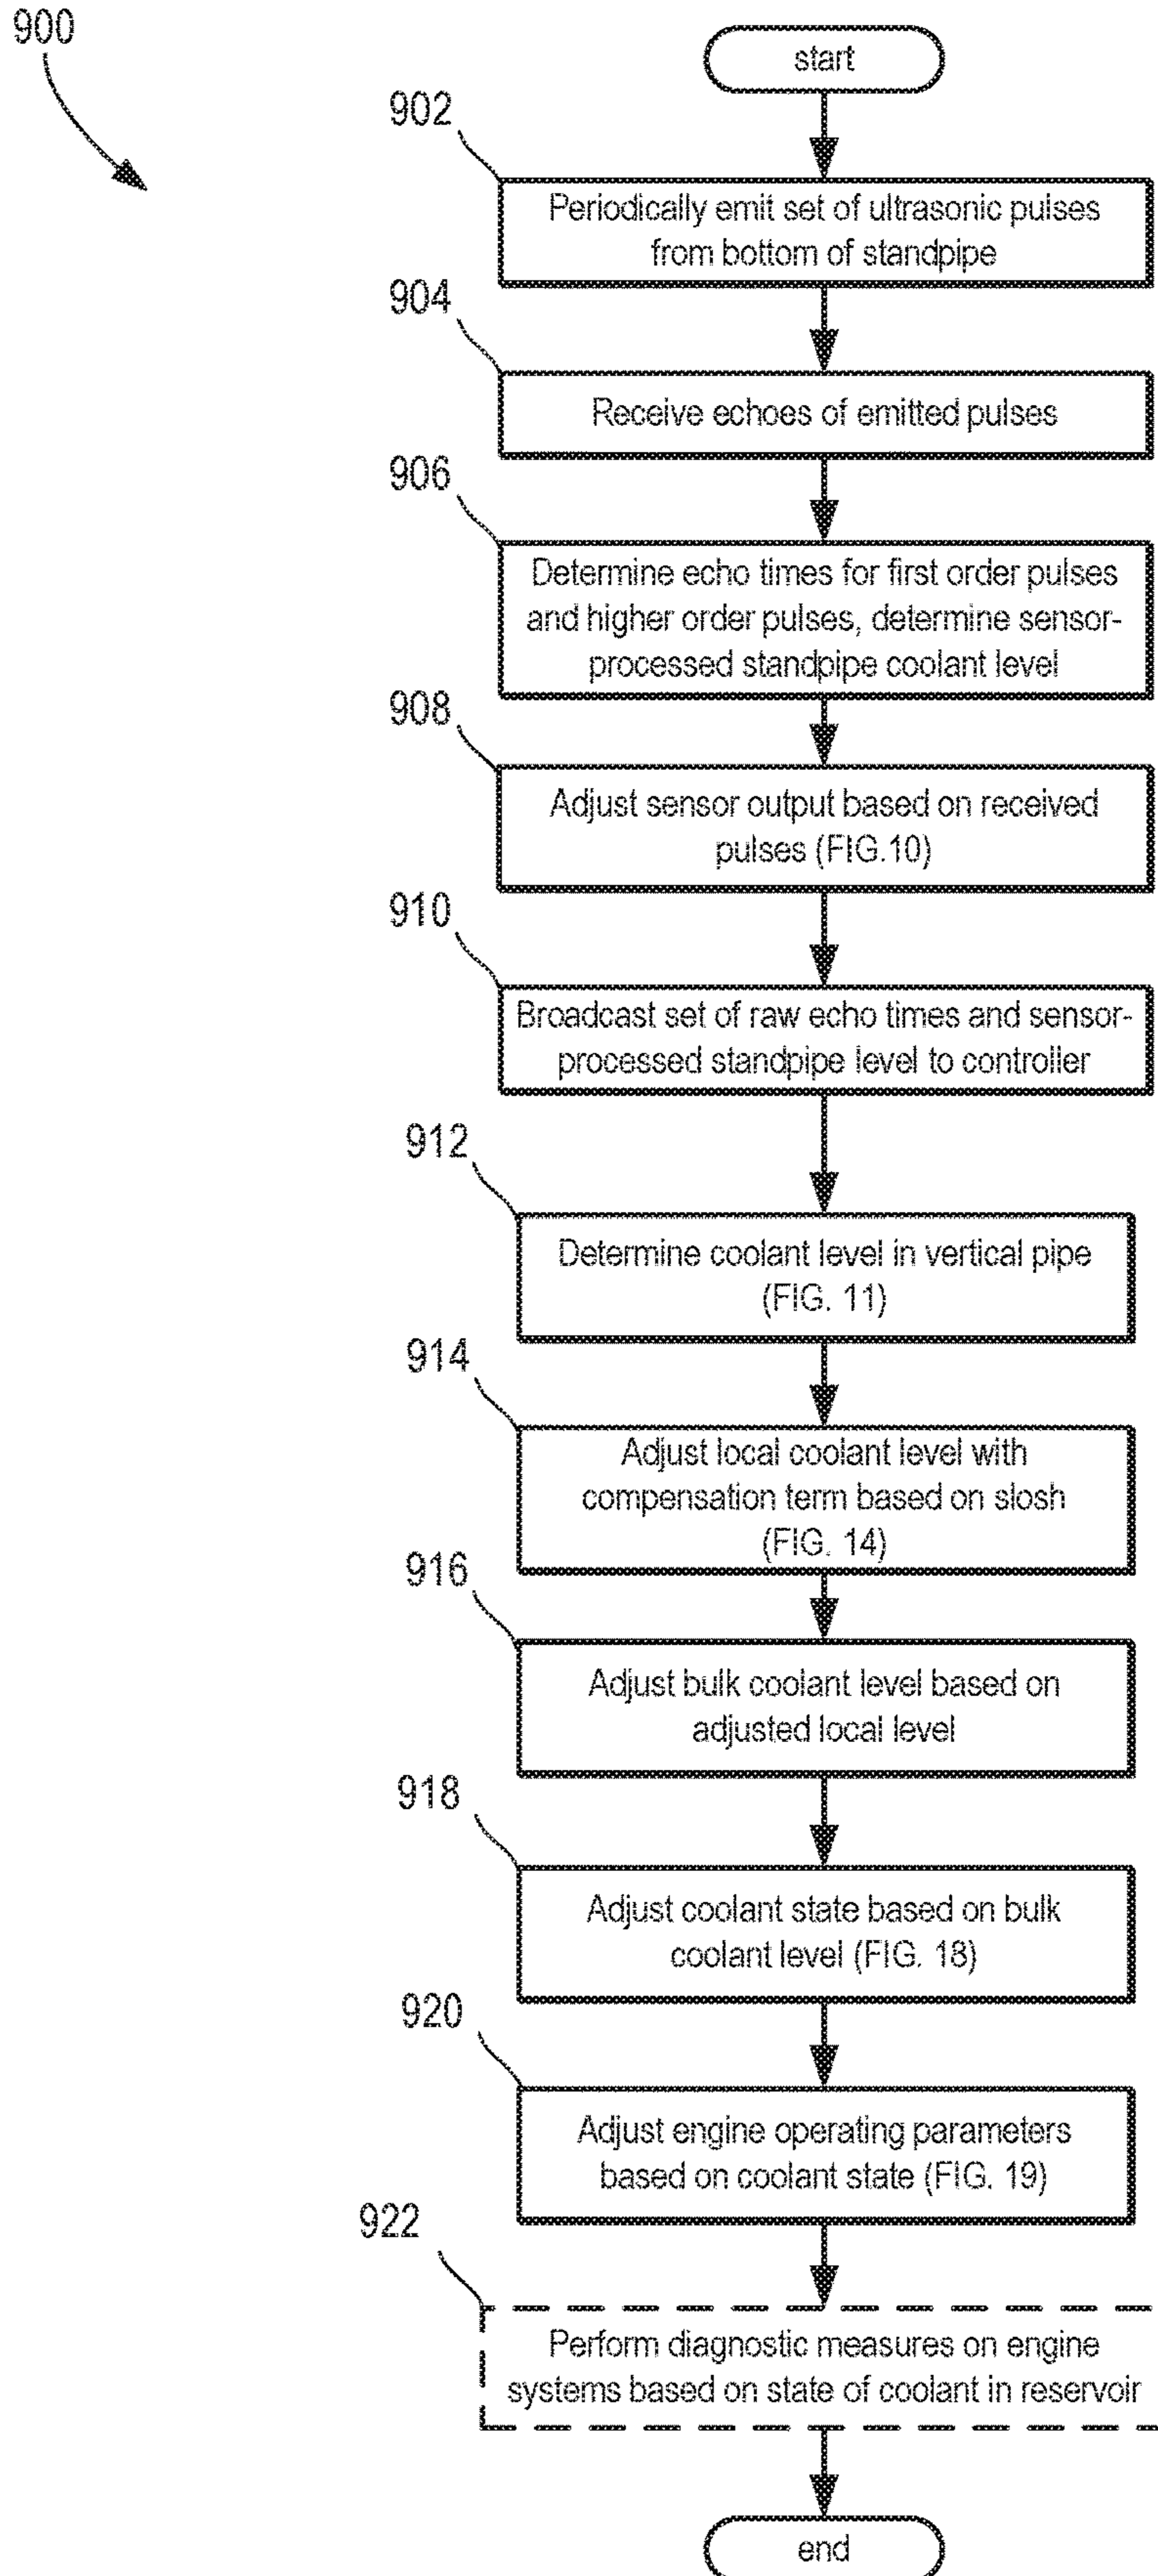 900
start
902
Periodically emit set of ultrasonic pulses
from bottom of standpipe
904
Receive echoes of emitted pulses
906
Determine echo times for first order pulses
and higher order pulses, determine sensor-
processed standpipe coolant level
908
Adjust sensor output based on received
pulses (FIG.10)
910
Broadcast set of raw echo times and sensor-
processed standpipe level to controller
912
Determine coolant level in vertical pipe
(FIG. 11)
914
Adjust local coolant level with
compensation term based on slosh
(FIG. 14)
916
Adjust bulk coolant level based on
adjusted local level
918
Adjust coolant state based on bulk
coolant level (FIG. 18)
920
Adjust engine operating parameters
based on coolant state (FIG. 19)
922
Perform diagnostic measures on engine
systems based on state of coolant in reservoir
end